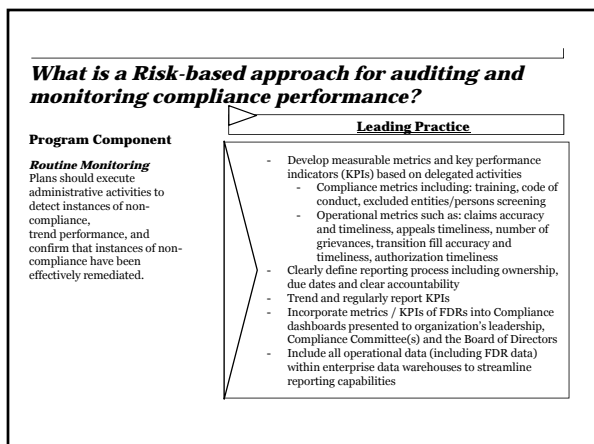 What is a Risk-based approach for auditing and
monitoring compliance performance?
Program Component
Routine Monitoring
Plans should execute
administrative activities to
detect instances of non-
compliance,
trend performance, and
confirm that instances of non-
compliance have been
effectively remediated.
Leading Practice
- Develop measurable metrics and key performance
indicators (KPIs) based on delegated activities
- Compliance metrics including: training, code of
conduct, excluded entities/persons screening
- Operational metrics such as: claims accuracy
and timeliness, appeals timeliness, number of
grievances, transition fill accuracy and
timeliness, authorization timeliness
- Clearly define reporting process including ownership,
due dates and clear accountability
- Trend and regularly report KPIs
- Incorporate metrics / KPIs of FDRs into Compliance
dashboards presented to organization's leadership,
Compliance Committee(s) and the Board of Directors
- Include all operational data (including FDR data)
within enterprise data warehouses to streamline
reporting capabilities